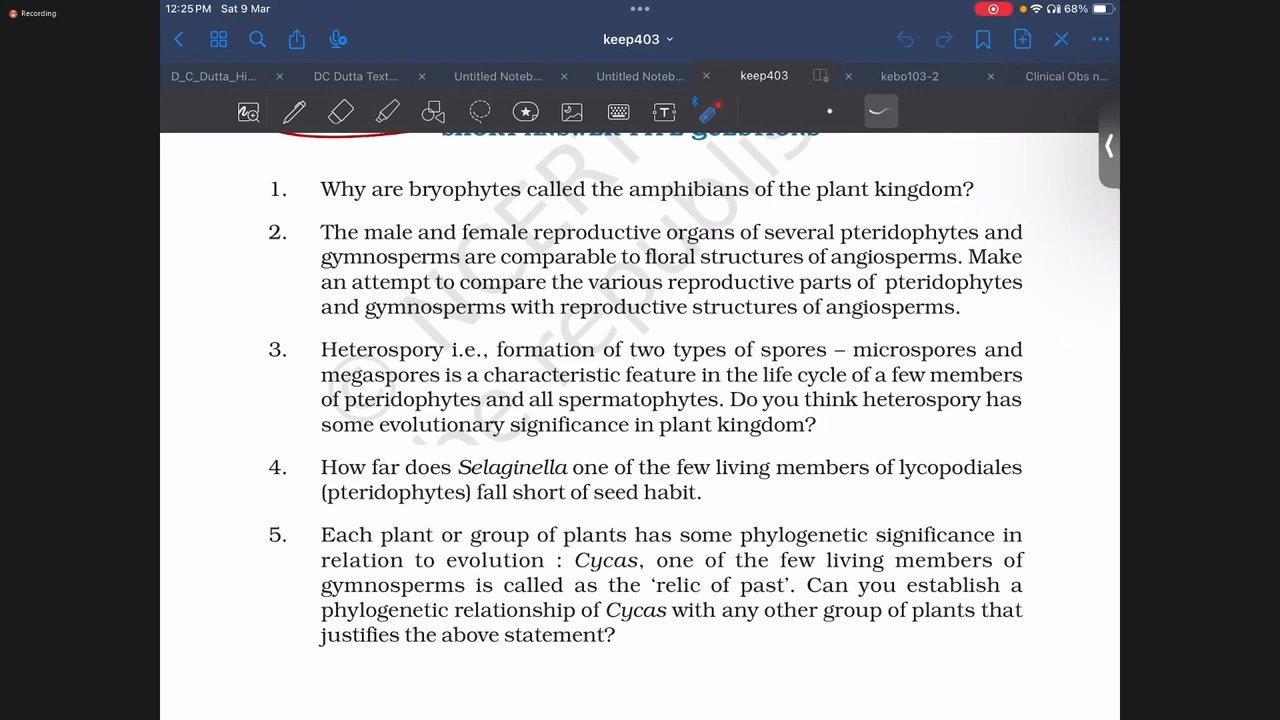 Recording
12:25 PM Sat 9 Mar
68%
keep403
D_C_Dutta_Hi...
DC Dutta Text...
Untitled Noteb...
Untitled Noteb...
keep403
kebo103-2
Clinical Obs n...
SHORT ANSWER TYPE QUESTIONS
1. Why are bryophytes called the amphibians of the plant kingdom?
2. The male and female reproductive organs of several pteridophytes and
gymnosperms are comparable to floral structures of angiosperms. Make
an attempt to compare the various reproductive parts of pteridophytes
and gymnosperms with reproductive structures of angiosperms.
3. Heterospory i.e., formation of two types of spores – microspores and
megaspores is a characteristic feature in the life cycle of a few members
of pteridophytes and all spermatophytes. Do you think heterospory has
some evolutionary significance in plant kingdom?
4. How far does Selaginella one of the few living members of lycopodiales
(pteridophytes) fall short of seed habit.
5. Each plant or group of plants has some phylogenetic significance in
relation to evolution : Cycas, one of the few living members of
gymnosperms is called as the ‘relic of past’. Can you establish a
phylogenetic relationship of Cycas with any other group of plants that
justifies the above statement?
© NCERT
be republis